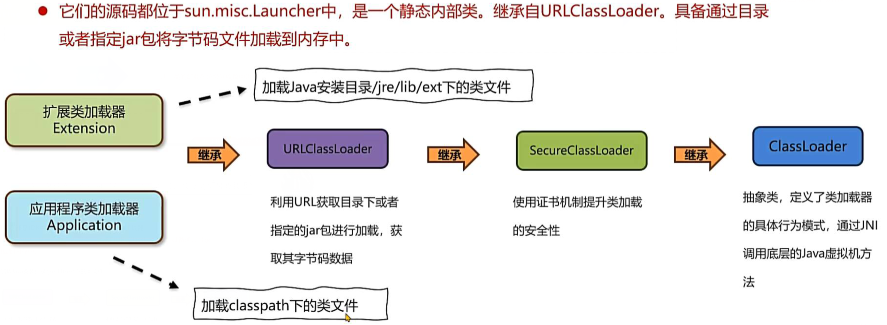 它们的源码都位于sun.misc.Launcher中，是一个静态内部类。继承自URLClassLoader。具备通过目录
或者指定jar包将字节码文件加载到内存中。
加载Java安装目录/jre/lib/ext下的类文件
扩展类加载器
Extension
继承
URLClassLoader
继承
SecureClassLoader
继承
ClassLoader
利用URL获取目录下或者
指定的jar包进行加载，获
取其字节码数据
使用证书机制提升类加载
的安全性
抽象类，定义了类加载器
的具体行为模式，通过JNI
调用底层的Java虚拟机方
法
应用程序类加载器
Application
加载classpath下的类文件